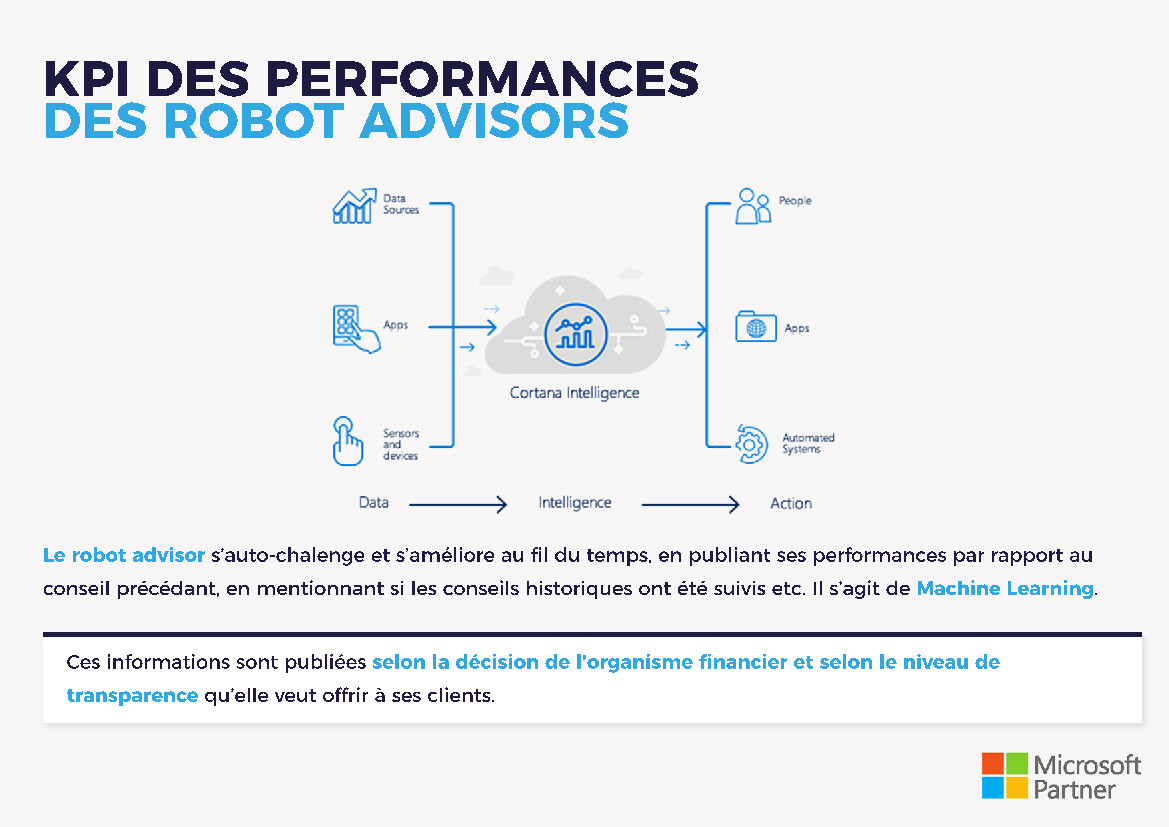 KPI DES PERFORMANCES
DES ROBOT ADVISORS
Data
Sources
Apps
Sensors
and
devices
Cortana Intelligence
People
Apps
Automated
Systems
Data
Intelligence
Action
Le robot advisor s'auto-chalenge et s'améliore au fil du temps, en publiant ses performances par rapport au
conseil précédant, en mentionnant si les conseils historiques ont été suivis etc. Il s'agit de Machine Learning.
Ces informations sont publiées selon la décision de l'organisme financier et selon le niveau de
transparence qu'elle veut offrir à ses clients.
Microsoft
Partner